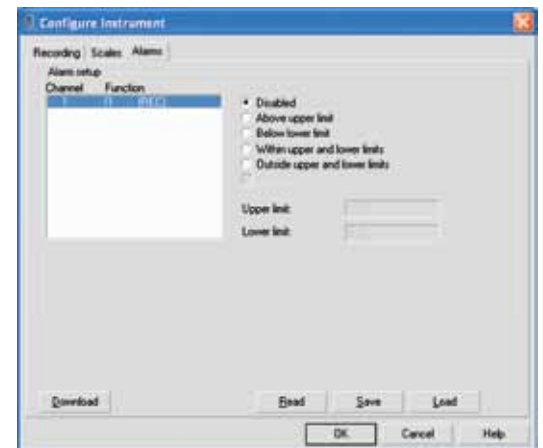 Configure Instrument
Recording Scales Alarms
Alarm setup
Channel Function
Disabled
Above upper limit
Below lower limit
Within upper and lower limits
Outside upper and lower limits
Upper limit:
Lower limit:
Download Read Save Load
OK Cancel Help